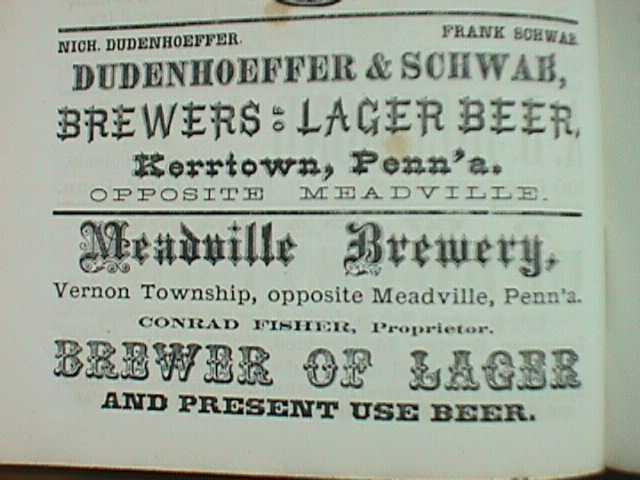 NICH. DUDENHOEFFER. FRANK SCHWAB.
DUDENHOEFFER & SCHWAB,
BREWERS OF LAGER BEER,
Kerrtown, Penn'a.
OPPOSITE MEADVILLE.
Meadville Brewery,
Vernon Township, opposite Meadville, Penn'a.
CONRAD FISHER, Proprietor.
BREWER OF LAGER
AND PRESENT USE BEER.